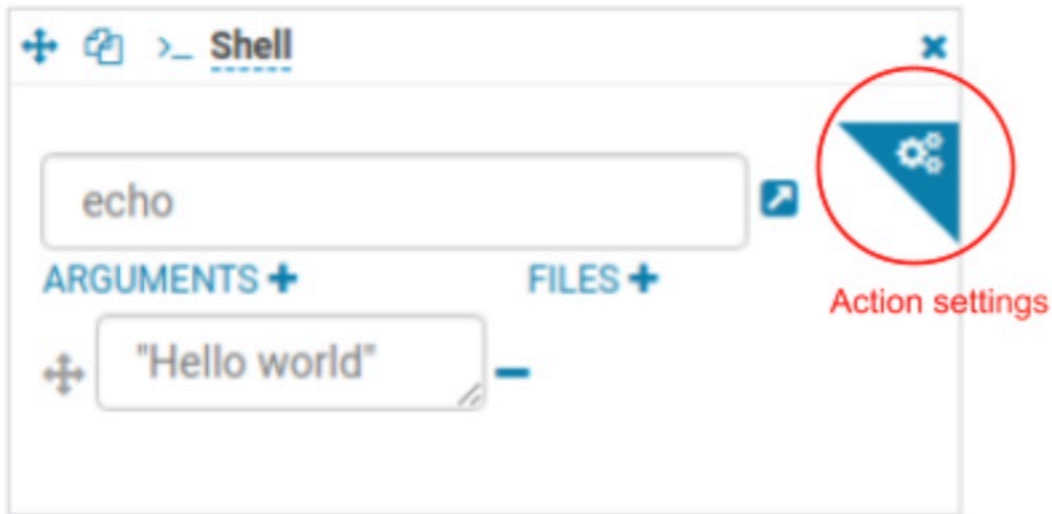 >_ Shell
echo
ARGUMENTS + FILES +
Action settings
"Hello world"